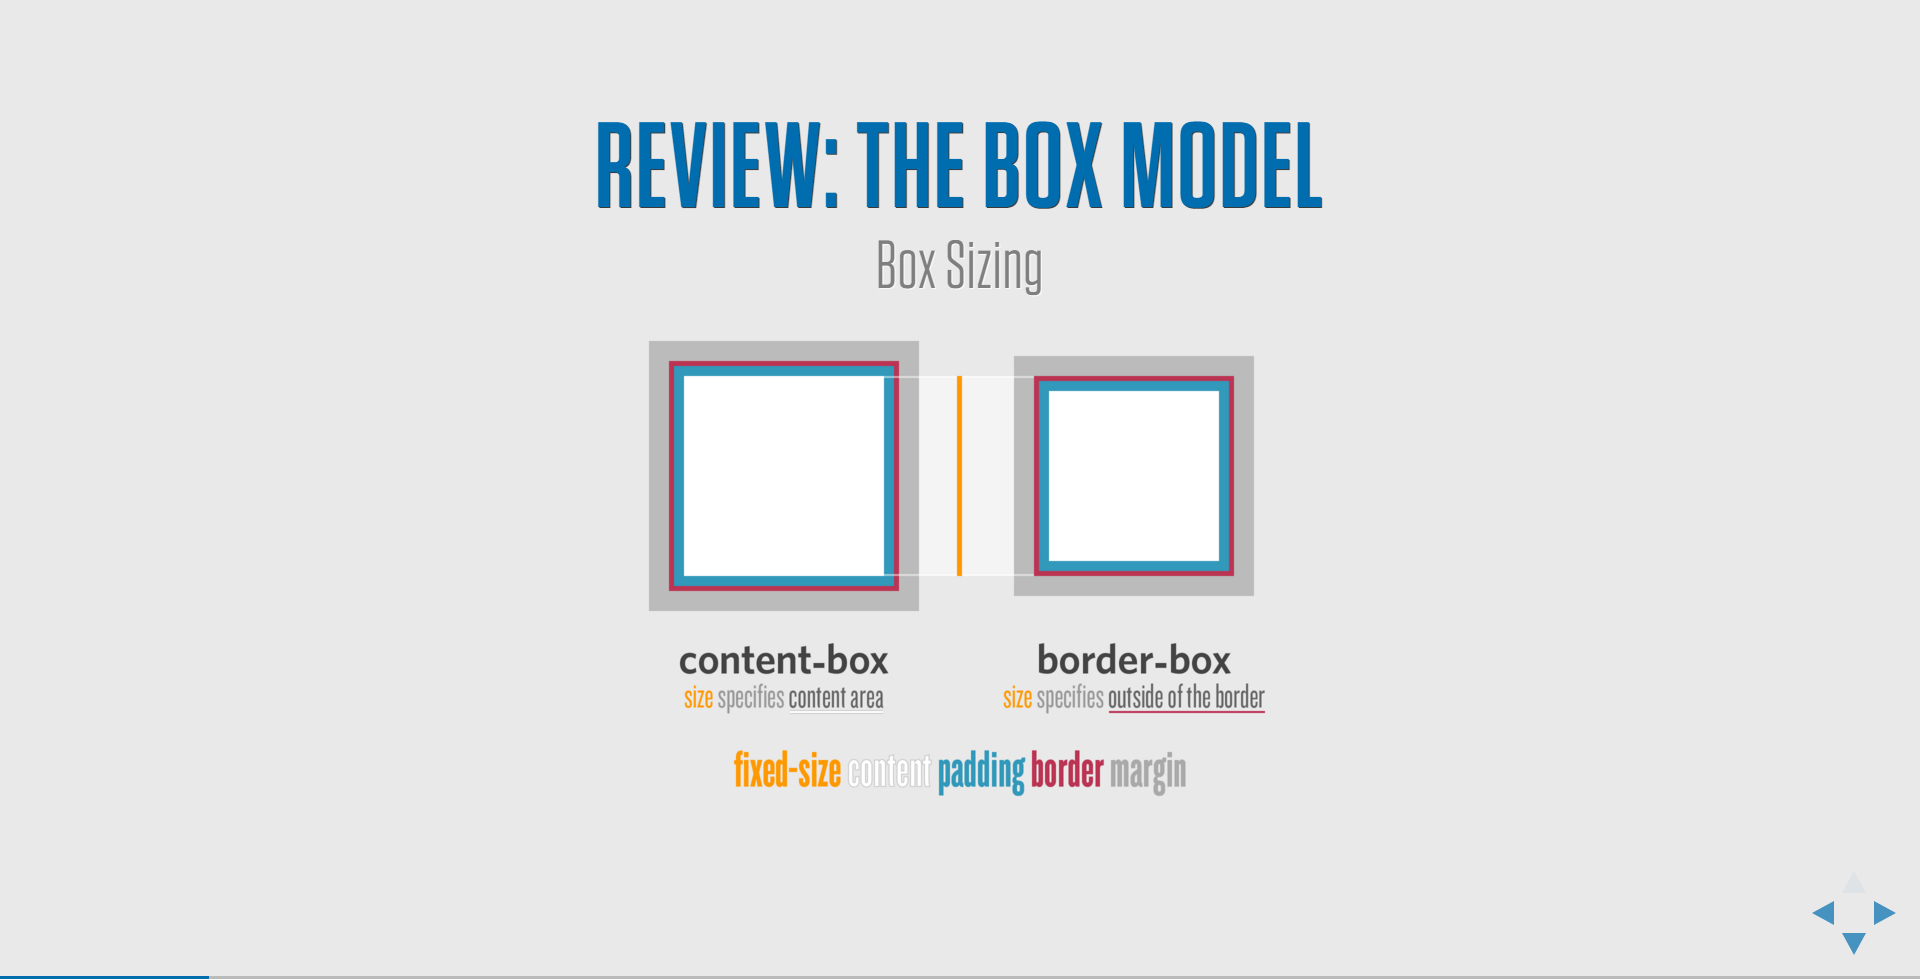 REVIEW: THE BOX MODEL
Box Sizing
content-box
size specifies content area
border-box
size specifies outside of the border
fixed-size content padding border margin